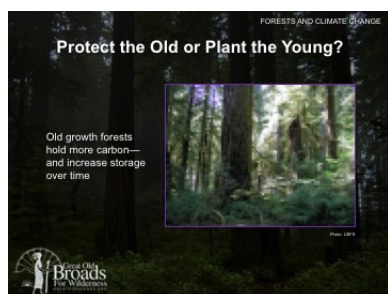 FORESTS AND CLIMATE CHANGE
Protect the Old or Plant the Young?
Old growth forests
hold more carbon—
and increase storage
over time
Great Old
Broads
For Wilderness